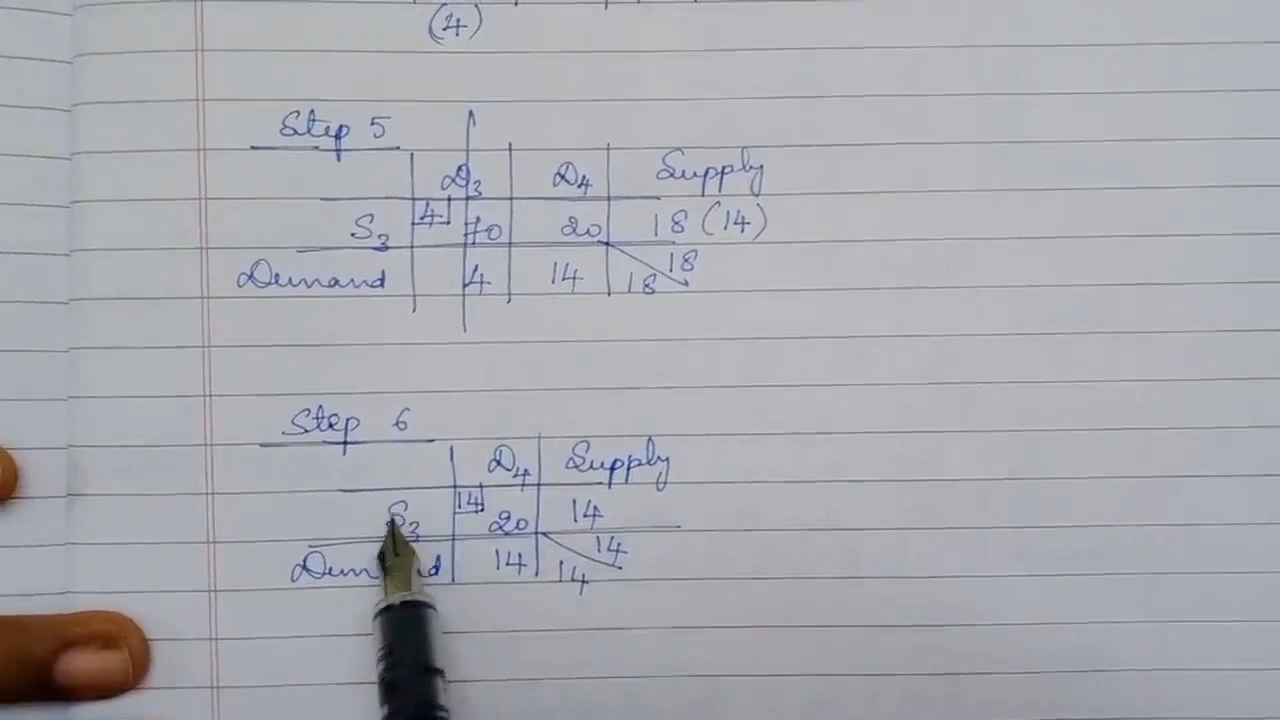 (4)
Step 5
D3 D4 Supply
S3 4 70 20 18 (14)
Demand 4 14 18 18
Step 6
D4 Supply
S3 14 20 14
Demand 14 14 14